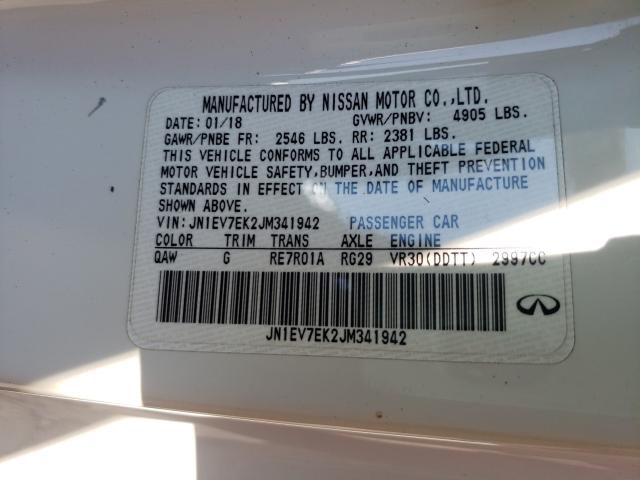 MANUFACTURED BY NISSAN MOTOR CO.,LTD.
DATE: 01/18 GVWR/PNBV: 4905 LBS.
GAWR/PNBE FR: 2546 LBS. RR: 2381 LBS.
THIS VEHICLE CONFORMS TO ALL APPLICABLE FEDERAL
MOTOR VEHICLE SAFETY,BUMPER,AND THEFT PREVENTION
STANDARDS IN EFFECT ON THE DATE OF MANUFACTURE
SHOWN ABOVE.
VIN: JN1EV7EK2JM341942 PASSENGER CAR
COLOR TRIM TRANS AXLE ENGINE
QAW G RE7R01A RG29 VR30(DDTT) 2997CC
JN1EV7EK2JM341942